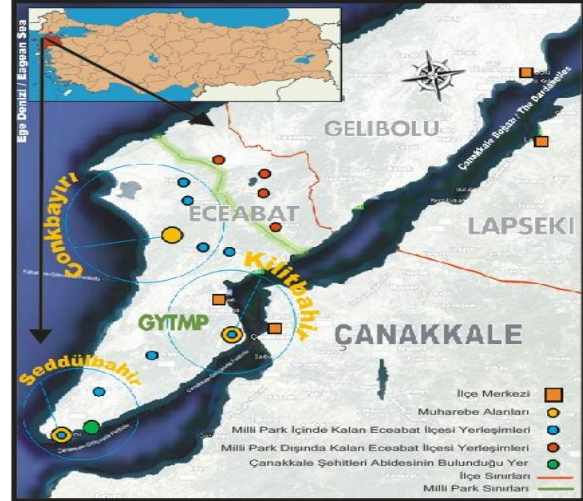 Ege Denizi / Eagean Sea
GELIBOLU
Çanakkale Boğazı / The Dardanelles
ECEABAT
LAPSEKI
Conkbayırı
Kilitbahir
GYTMP
ÇANAKKALE
Seddülbahir
İlçe Merkezi
Muharebe Alanları
Milli Park İçinde Kalan Eceabat İlçesi Yerleşimleri
Milli Park Dışında Kalan Eceabat İlçesi Yerleşimleri
Çanakkale Şehitleri Abidesinin Bulunduğu Yer
İlçe Sınırları
Milli Park Sınırları